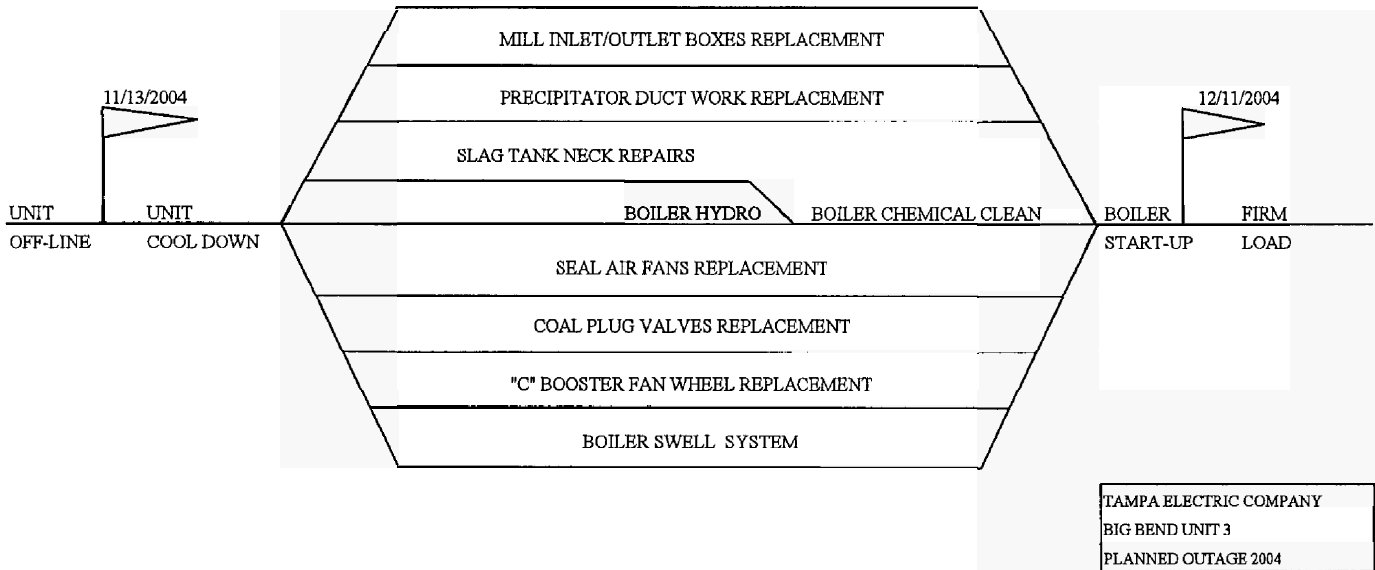 MILL INLET/OUTLET BOXES REPLACEMENT
11/13/2004
PRECIPITATOR DUCT WORK REPLACEMENT
12/11/2004
SLAG TANK NECK REPAIRS
UNIT
UNIT
BOILER HYDRO
BOILER CHEMICAL CLEAN
BOILER
FIRM
OFF-LINE
COOL DOWN
START-UP
LOAD
SEAL AIR FANS REPLACEMENT
COAL PLUG VALVES REPLACEMENT
"C" BOOSTER FAN WHEEL REPLACEMENT
BOILER SWELL SYSTEM
TAMPA ELECTRIC COMPANY
BIG BEND UNIT 3
PLANNED OUTAGE 2004